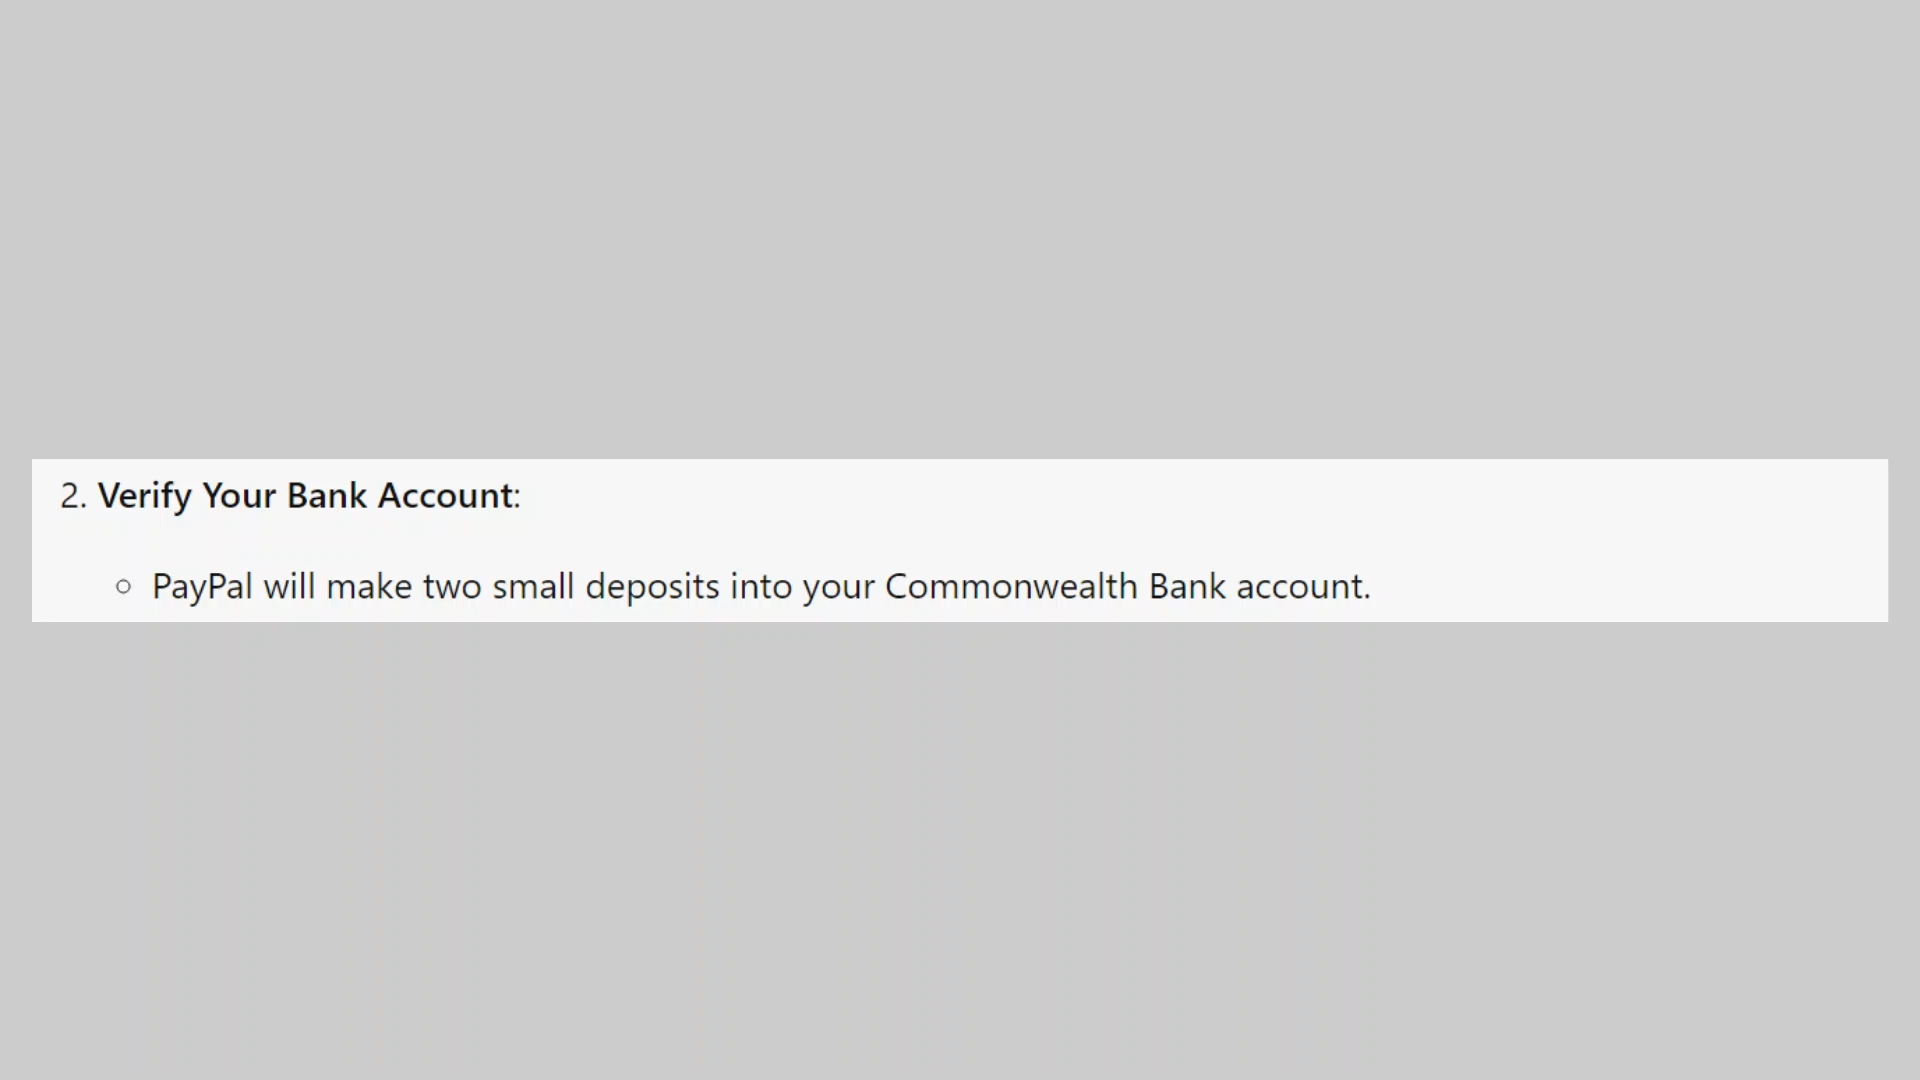 2. Verify Your Bank Account:
○ PayPal will make two small deposits into your Commonwealth Bank account.